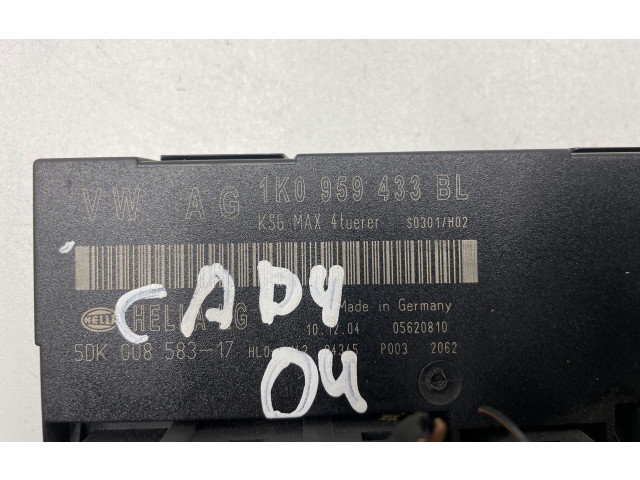 VW AG 1K0 959 433 BL
KSG MAX 4tuerer S0301/H02
HELLA HELLA AG Made in Germany
CADY
10.12.04 05620810
5DK 008 583-17 P003 2062
04